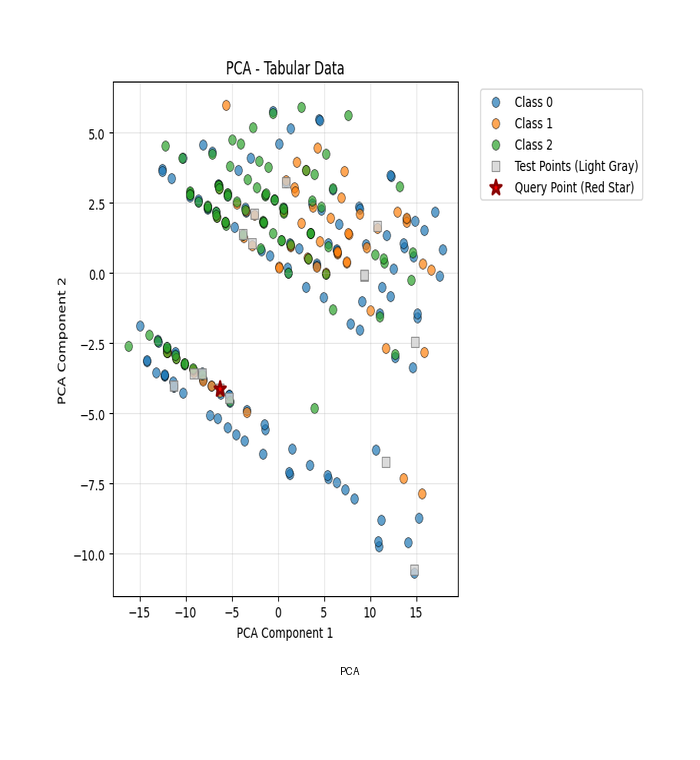 PCA - Tabular Data
Class 0
Class 1
Class 2
Test Points (Light Gray)
Query Point (Red Star)
PCA Component 2
5.0
2.5
0.0
−2.5
−5.0
−7.5
−10.0
−15
−10
−5
0
5
10
15
PCA Component 1
PCA